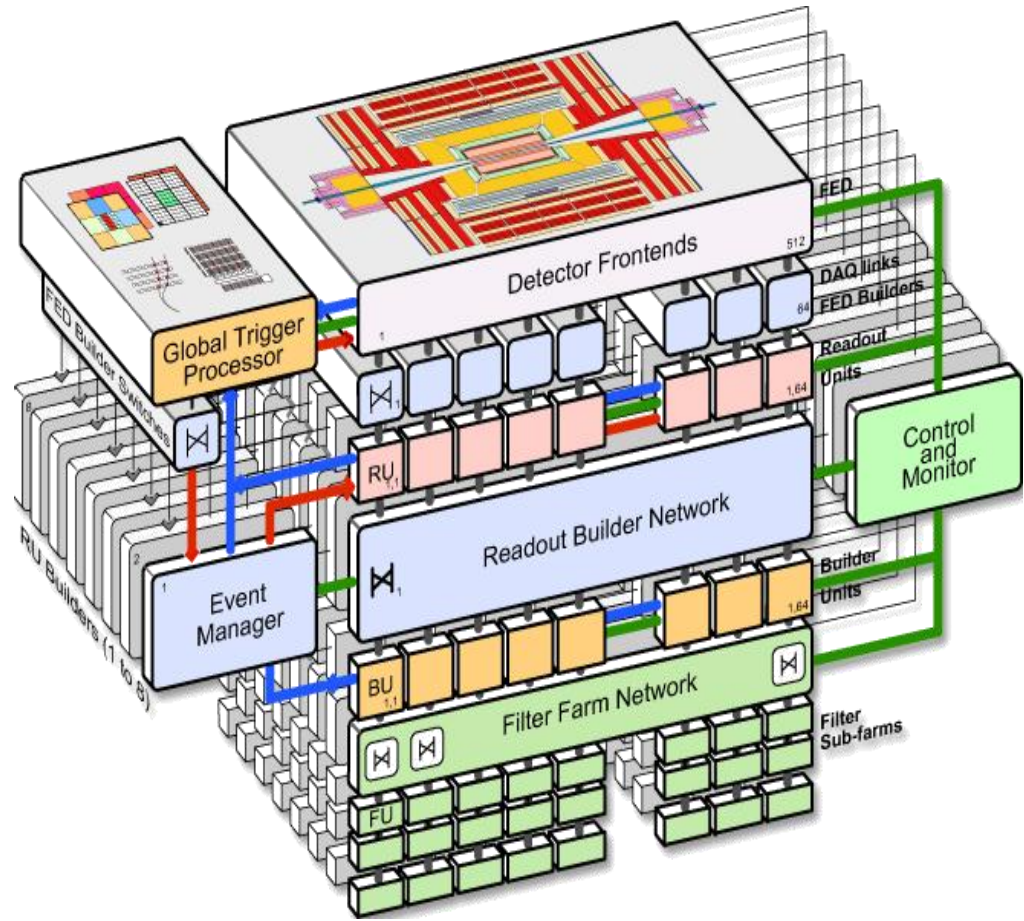 FED
512
Detector Frontends
1
DAQ links
FED Builders
64
Global Trigger
Processor
FED Builder Switches
1
Readout
Units
1,64
RU
1,1
Control
and
Monitor
Readout Builder Network
1
8
2
1
Event
Manager
RU Builders (1 to 8)
Builder
Units
1,64
BU
1,1
Filter Farm Network
Filter
Sub-farms
FU